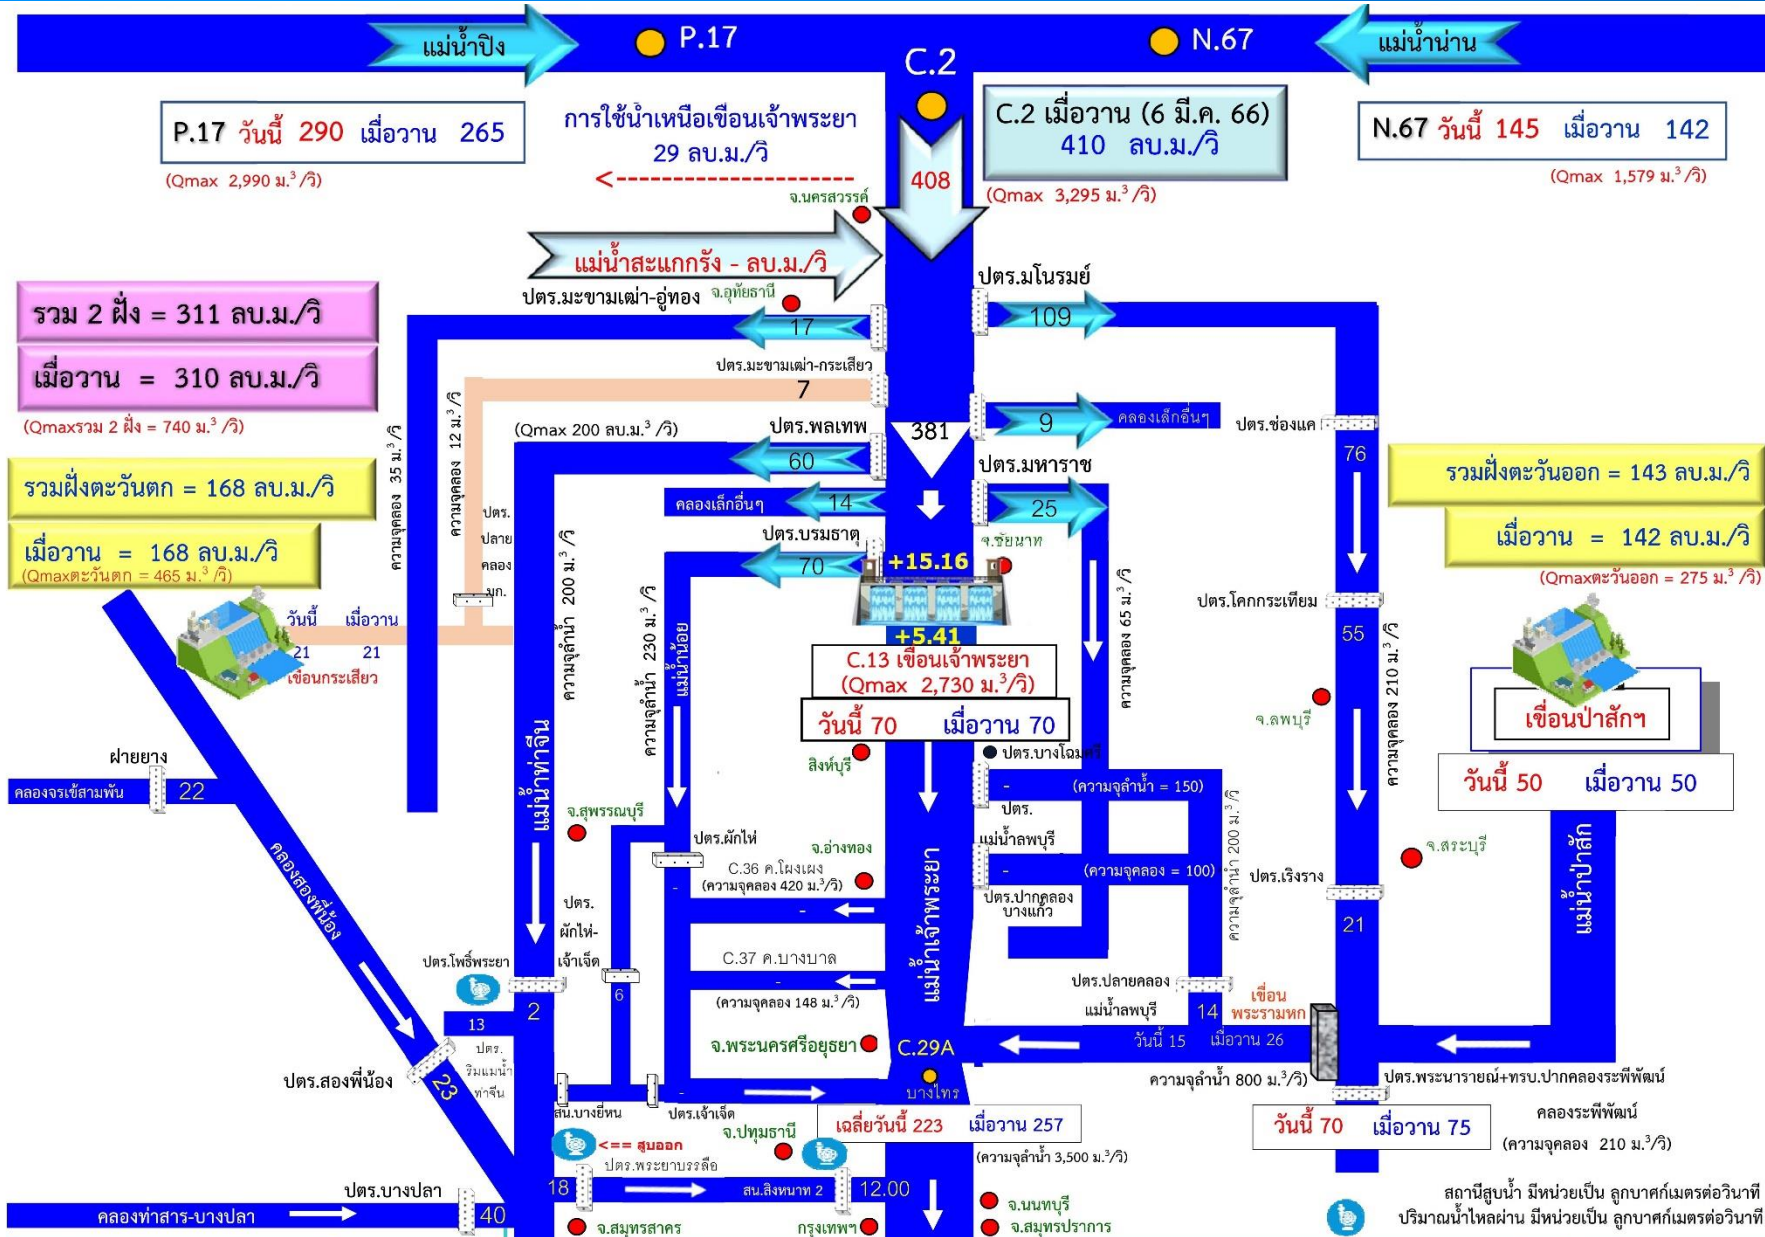 แม่น้ำปิง
P.17
C.2
N.67
แม่น้ำน่าน
P.17 วันนี้ 290 เมื่อวาน 265
(Qmax 2,990 ม.³/วิ)
การใช้น้ำเหนือเขื่อนเจ้าพระยา
29 ลบ.ม./วิ
<-------------------
408
C.2 เมื่อวาน (6 มี.ค. 66)
410 ลบ.ม./วิ
(Qmax 3,295 ม.³/วิ)
N.67 วันนี้ 145 เมื่อวาน 142
(Qmax 1,579 ม.³/วิ)
จ.นครสวรรค์
แม่น้ำสะแกกรัง - ลบ.ม./วิ
รวม 2 ฝั่ง = 311 ลบ.ม./วิ
เมื่อวาน = 310 ลบ.ม./วิ
(Qmaxรวม 2 ฝั่ง = 740 ม.³/วิ)
ปตร.มะขามเฒ่า-อู่ทอง
จ.อุทัยธานี
17
ปตร.มโนรมย์
109
ปตร.มะขามเฒ่า-กระเสียว
7
(Qmax 200 ลบ.ม.³/วิ)
ปตร.พลเทพ
60
381
9
คลองเล็กอื่นๆ
ปตร.ช่องแค
76
ความจุคลอง 35 ม.³/วิ
ความจุคลอง 12 ม.³/วิ
รวมฝั่งตะวันตก = 168 ลบ.ม./วิ
เมื่อวาน = 168 ลบ.ม./วิ
(Qmaxตะวันตก = 465 ม.³/วิ)
คลองเล็กอื่นๆ
14
ปตร.มหาราช
25
รวมฝั่งตะวันออก = 143 ลบ.ม./วิ
เมื่อวาน = 142 ลบ.ม./วิ
(Qmaxตะวันออก = 275 ม.³/วิ)
ปตร.
ปลาย
คลอง
มก.
ปตร.บรมธาตุ
70
จ.ชัยนาท
+15.16
+5.41
ปตร.โคกกระเทียม
55
วันนี้ เมื่อวาน
21 21
เขื่อนกระเสียว
ความจุลำน้ำ 200 ม.³/วิ
ความจุลำน้ำ 230 ม.³/วิ
แม่น้ำน้อย
C.13 เขื่อนเจ้าพระยา
(Qmax 2,730 ม.³/วิ)
วันนี้ 70 เมื่อวาน 70
ความจุคลอง 65 ม.³/วิ
ความจุคลอง 210 ม.³/วิ
จ.ลพบุรี
เขื่อนป่าสักฯ
วันนี้ 50 เมื่อวาน 50
ฝายยาง
คลองจรเข้สามพัน
22
แม่น้ำท่าจีน
สิงห์บุรี
ปตร.บางโฉมศรี
-
(ความจุลำน้ำ = 150)
จ.สุพรรณบุรี
ปตร.ผักไห่
-
จ.อ่างทอง
C.36 ค.โผงเผง
(ความจุคลอง 420 ม.³/วิ)
-
ปตร.
แม่น้ำลพบุรี
-
(ความจุคลอง = 100)
ปตร.ปากคลอง
บางแก้ว
ความจุลำน้ำ 200 ม.³/วิ
จ.สระบุรี
ปตร.เริงราง
21
แม่น้ำป่าสัก
คลองสองพี่น้อง
ปตร.
ผักไห่-
เจ้าเจ็ด
6
ปตร.โพธิ์พระยา
2
13
ปตร.
ริมแม่น้ำ
ท่าจีน
C.37 ค.บางบาล
-
(ความจุคลอง 148 ม.³/วิ)
แม่น้ำเจ้าพระยา
ปตร.ปลายคลอง
แม่น้ำลพบุรี
14
เขื่อน
พระรามหก
วันนี้ 15 เมื่อวาน 26
ความจุลำน้ำ 800 ม.³/วิ)
จ.พระนครศรีอยุธยา
C.29A
บางไทร
ปตร.สองพี่น้อง
23
-
สน.บางยี่หน
ปตร.เจ้าเจ็ด
เฉลี่ยวันนี้ 223 เมื่อวาน 257
(ความจุลำน้ำ 3,500 ม.³/วิ)
ปตร.พระนารายณ์+ทรบ.ปากคลองระพีพัฒน์
วันนี้ 70 เมื่อวาน 75
คลองระพีพัฒน์
(ความจุคลอง 210 ม.³/วิ)
<== สูบออก
จ.ปทุมธานี
ปตร.พระยาบรรลือ
18
สน.สิงหนาท 2
12.00
ปตร.บางปลา
คลองท่าสาร-บางปลา
40
จ.สมุทรสาคร
กรุงเทพฯ
จ.นนทบุรี
จ.สมุทรปราการ
สถานีสูบน้ำ มีหน่วยเป็น ลูกบาศก์เมตรต่อวินาที
ปริมาณน้ำไหลผ่าน มีหน่วยเป็น ลูกบาศก์เมตรต่อวินาที